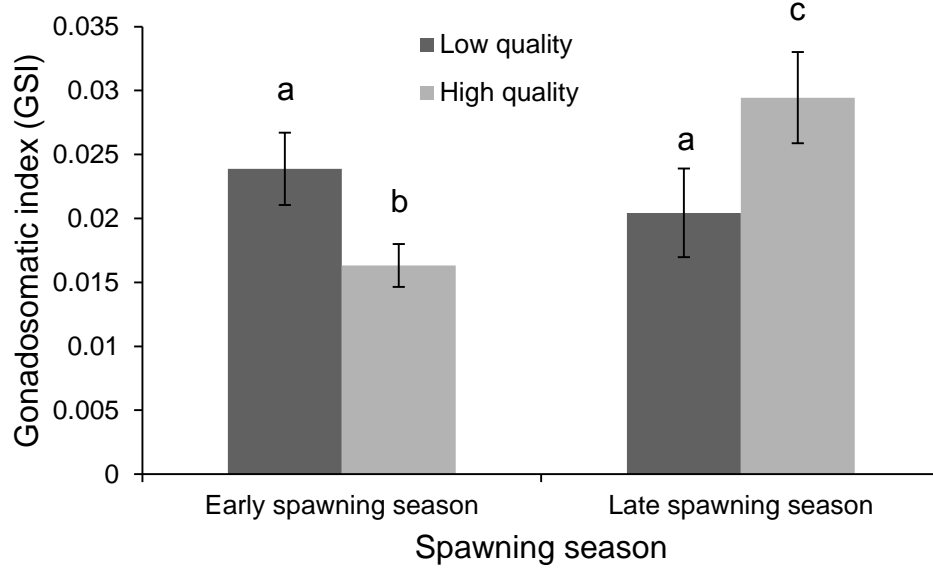 Gonadosomatic index (GSI)
0.035
0.03
0.025
0.02
0.015
0.01
0.005
0
Low quality
High quality
a
b
a
c
Early spawning season
Late spawning season
Spawning season